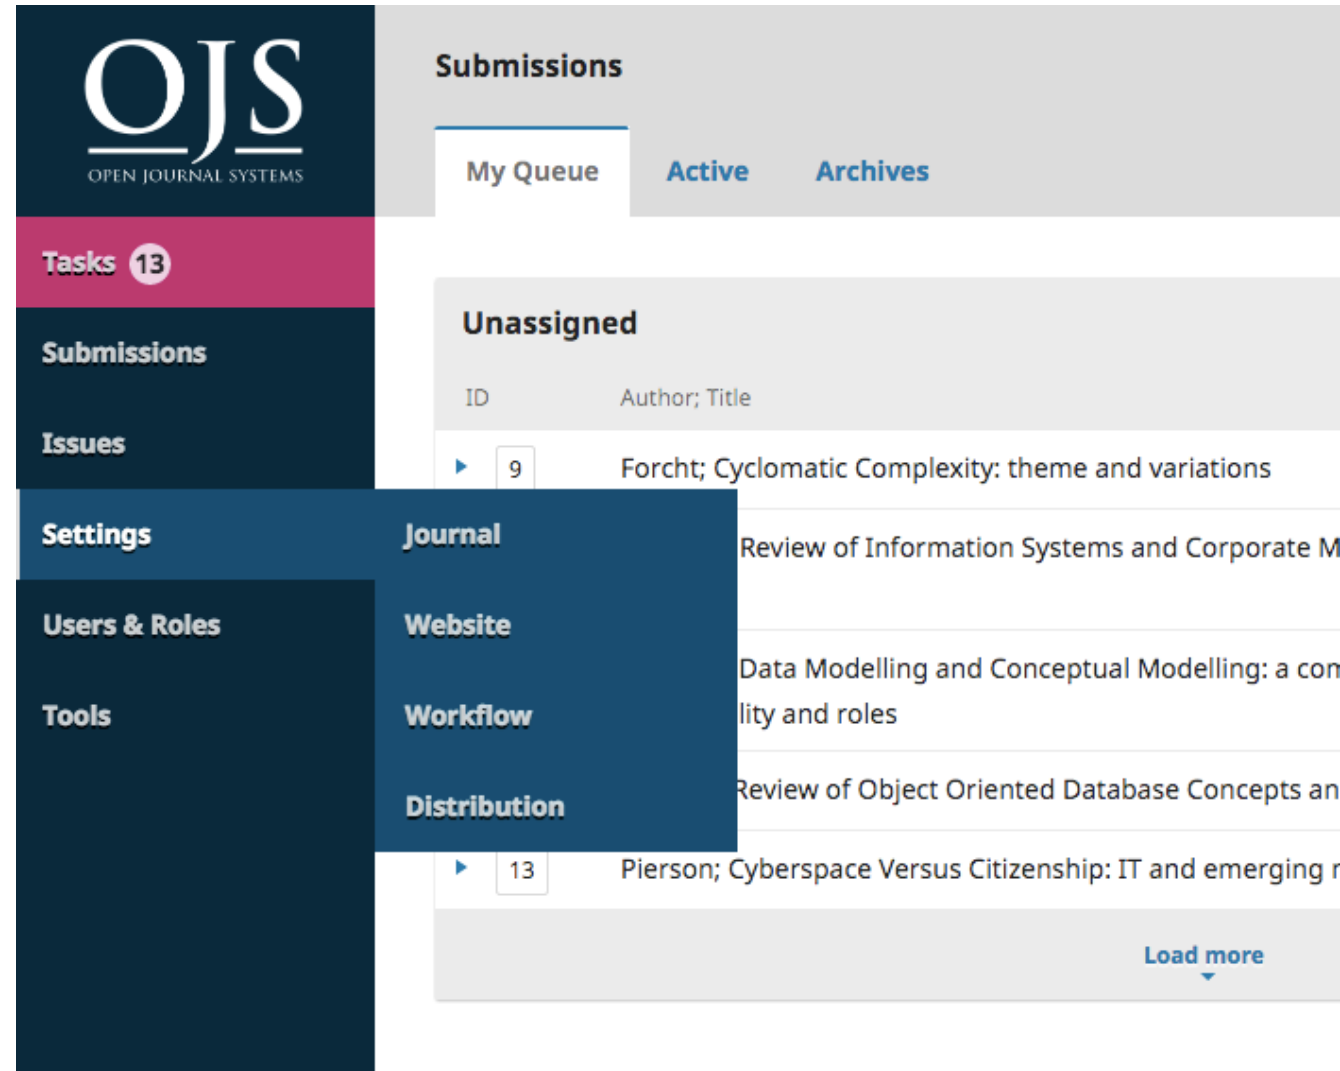 OJS
OPEN JOURNAL SYSTEMS
Tasks 13
Submissions
Issues
Settings
Users & Roles
Tools
Journal
Website
Workflow
Distribution
Submissions
My Queue Active Archives
Unassigned
ID Author; Title
9 Forcht; Cyclomatic Complexity: theme and variations
Review of Information Systems and Corporate M
Data Modelling and Conceptual Modelling: a com
lity and roles
Review of Object Oriented Database Concepts an
13 Pierson; Cyberspace Versus Citizenship: IT and emerging
Load more